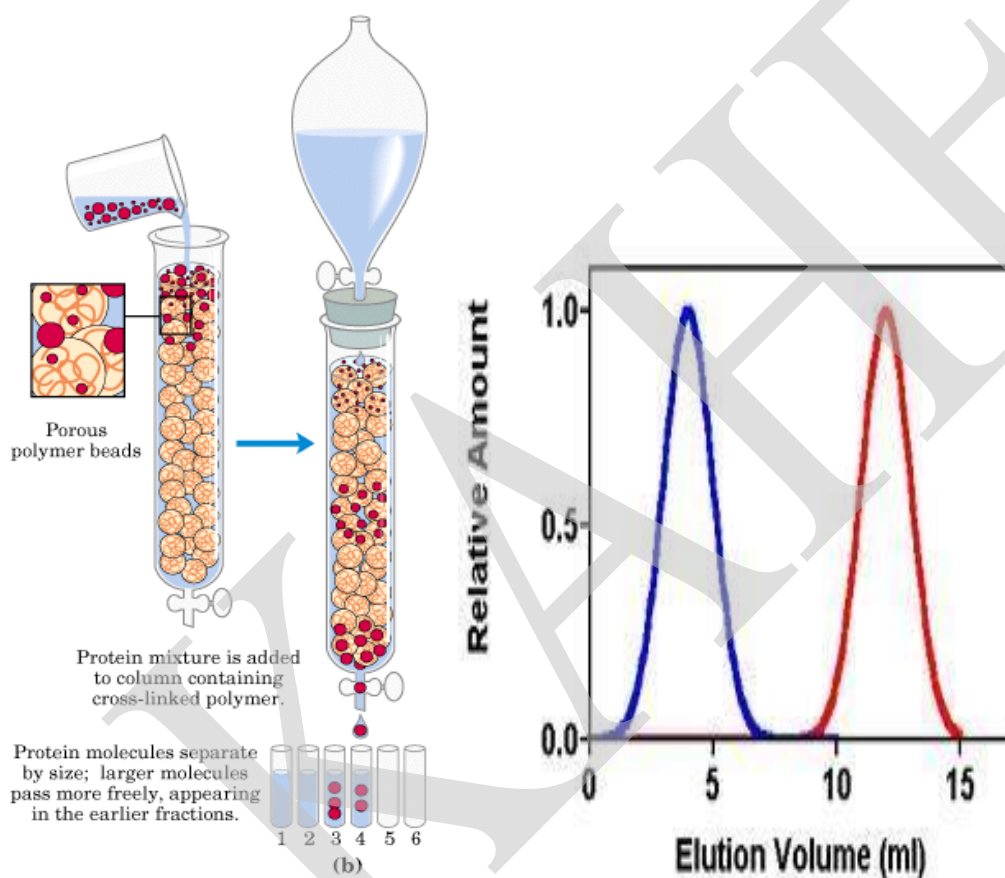 Porous
polymer beads
Protein mixture is added
to column containing
cross-linked polymer.
Protein molecules separate
by size; larger molecules
pass more freely, appearing
in the earlier fractions.
1 2 3 4 5 6
(b)
Relative Amount
1.0
0.5
0.0
0 5 10 15
Elution Volume (ml)
KAHE